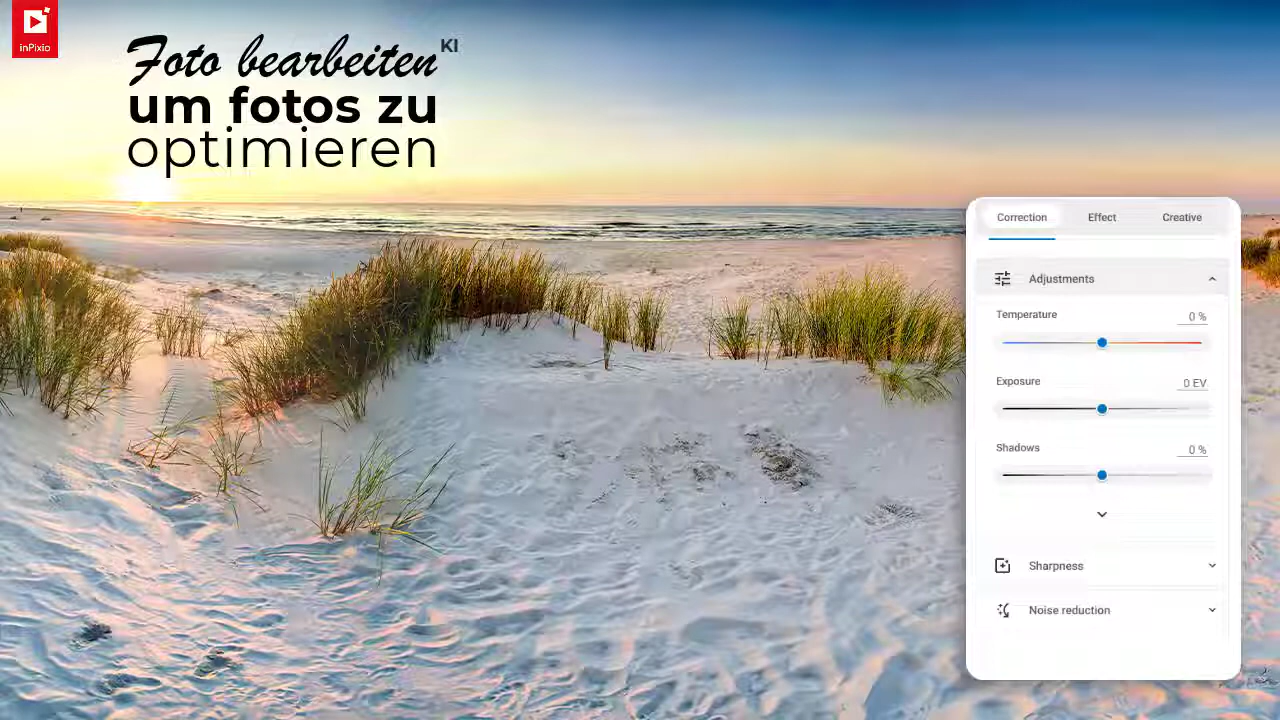 inPixio
Foto bearbeiten KI
um fotos zu
optimieren
Correction Effect Creative
Adjustments
Temperature 0 %
Exposure 0 EV
Shadows 0 %
Sharpness
Noise reduction